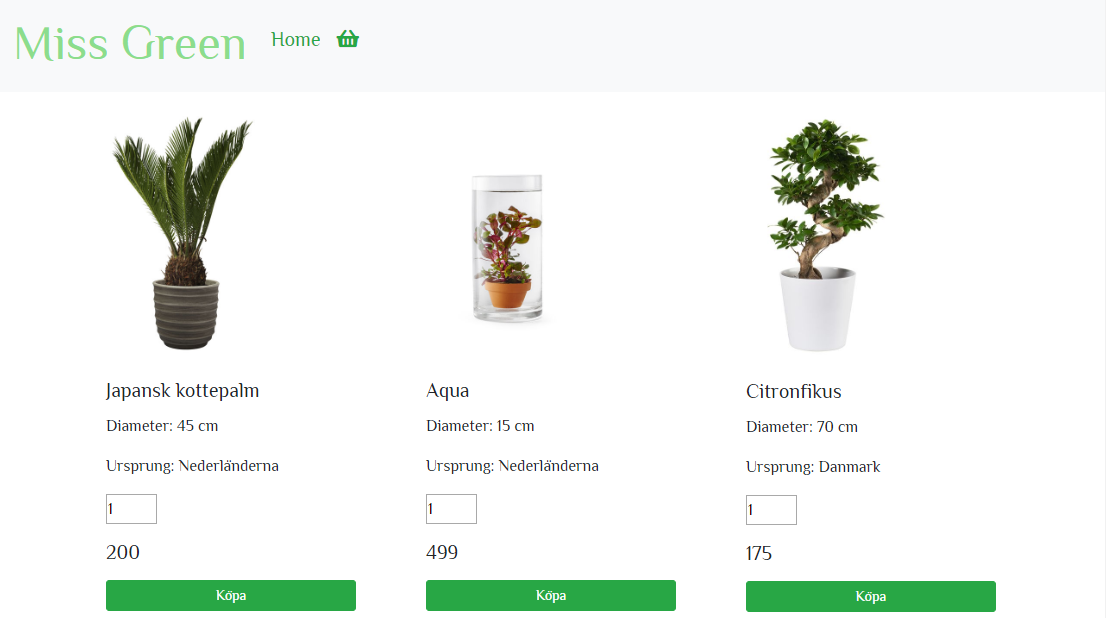 Miss Green
Home
Japansk kottepalm
Diameter: 45 cm
Ursprung: Nederländerna
1
200
Köpa
Aqua
Diameter: 15 cm
Ursprung: Nederländerna
1
499
Köpa
Citronfikus
Diameter: 70 cm
Ursprung: Danmark
1
175
Köpa